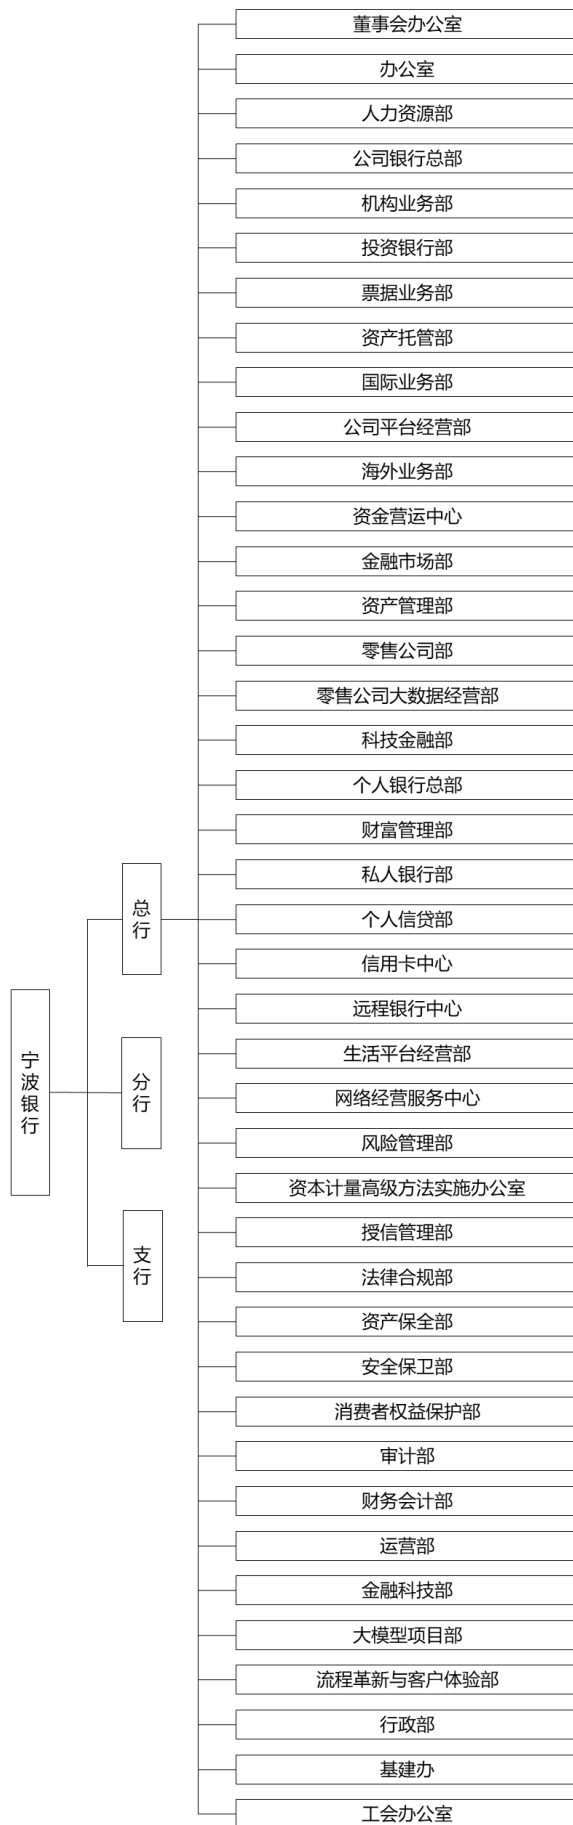 宁波银行
总行
分行
支行
董事会办公室
办公室
人力资源部
公司银行总部
机构业务部
投资银行部
票据业务部
资产托管部
国际业务部
公司平台经营部
海外业务部
资金营运中心
金融市场部
资产管理部
零售公司部
零售公司大数据经营部
科技金融部
个人银行总部
财富管理部
私人银行部
个人信贷部
信用卡中心
远程银行中心
生活平台经营部
网络经营服务中心
风险管理部
资本计量高级方法实施办公室
授信管理部
法律合规部
资产保全部
安全保卫部
消费者权益保护部
审计部
财务会计部
运营部
金融科技部
大模型项目部
流程革新与客户体验部
行政部
基建办
工会办公室